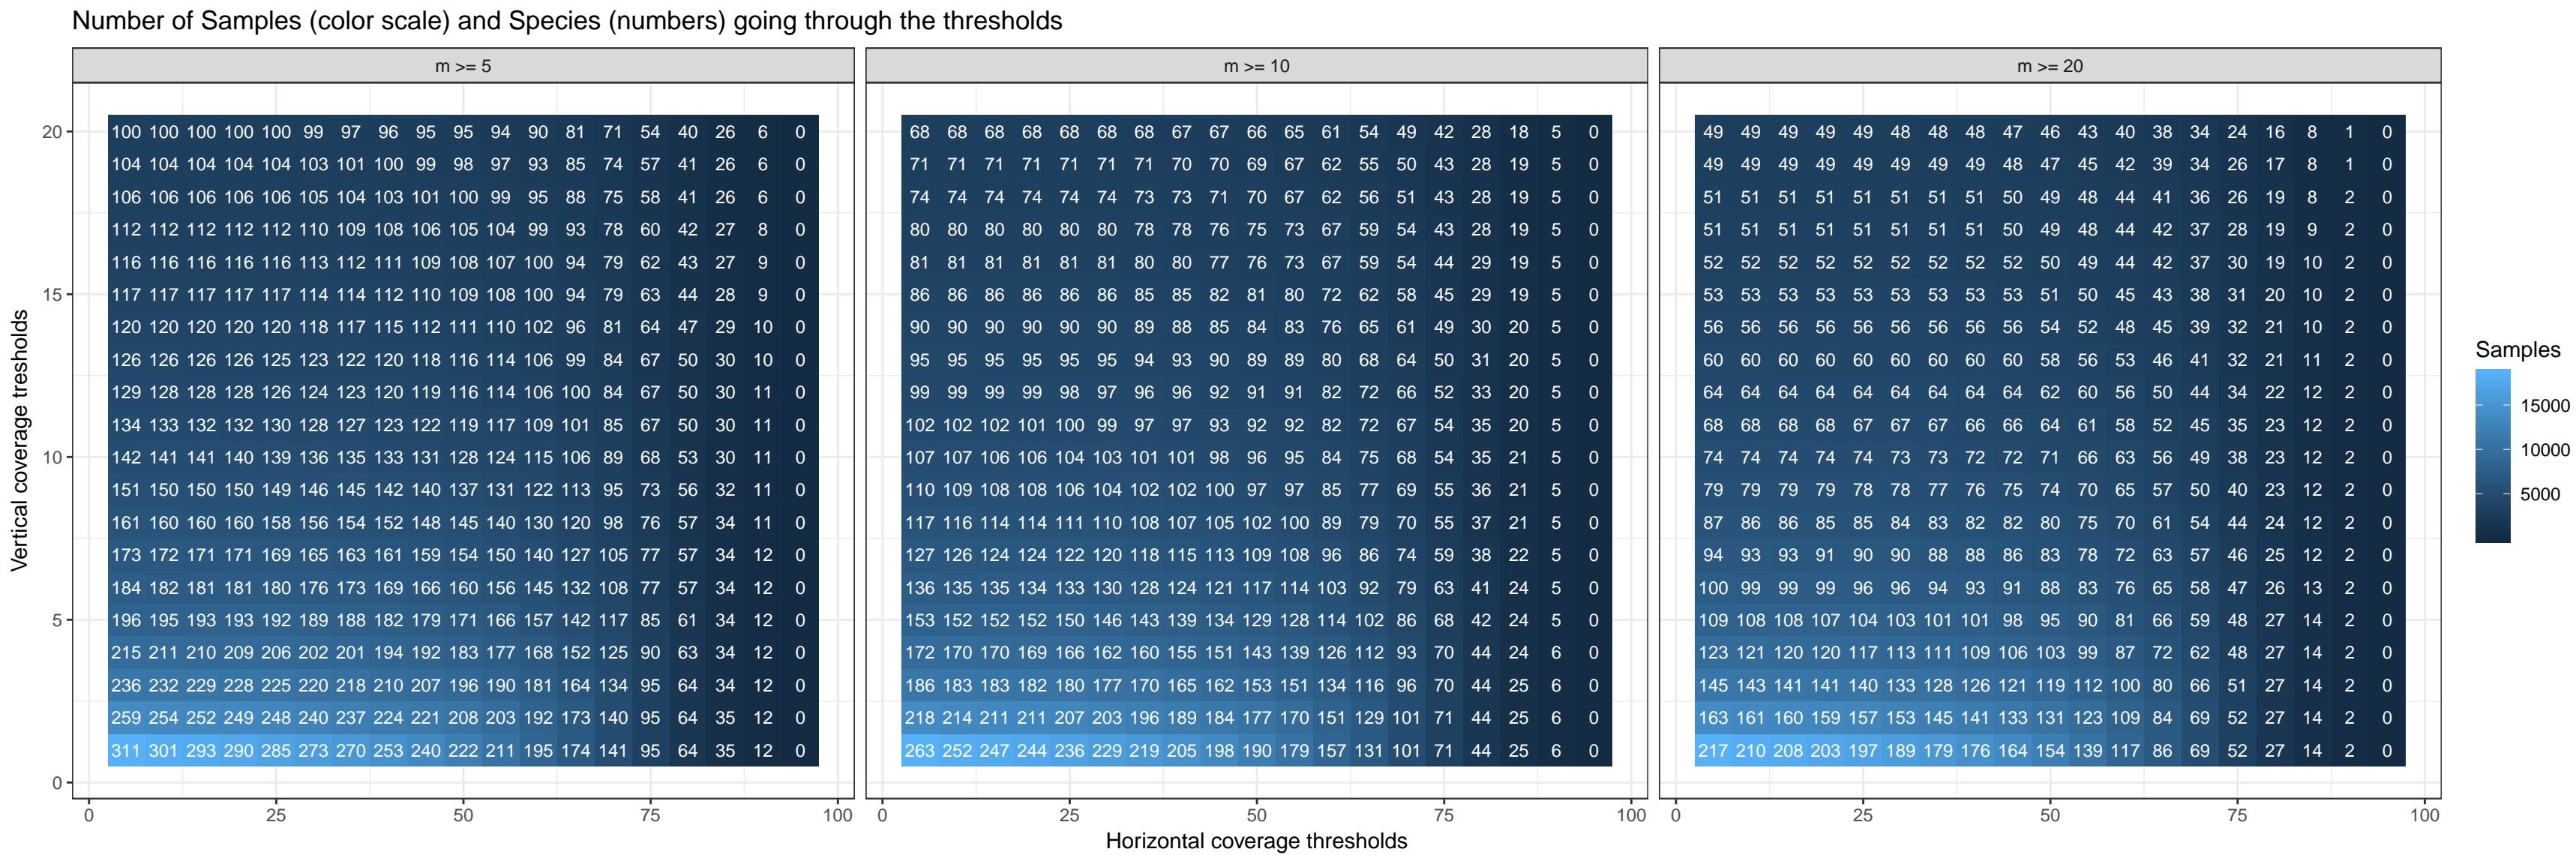 Number of Samples (color scale) and Species (numbers) going through the thresholds
m >= 5 m >= 10 m >= 20
20 100 100 100 100 100 99 97 96 95 95 94 90 81 71 54 40 26 6 0 68 68 68 68 68 68 68 67 67 66 65 61 54 49 42 28 18 5 0 49 49 49 49 49 48 48 48 47 46 43 40 38 34 24 16 8 1 0
104 104 104 104 104 103 101 100 99 98 97 93 85 74 57 41 26 6 0 71 71 71 71 71 71 71 70 70 69 67 62 55 50 43 28 19 5 0 49 49 49 49 49 49 49 49 48 47 45 42 39 34 26 17 8 1 0
106 106 106 106 106 105 104 103 101 100 99 95 88 75 58 41 26 6 0 74 74 74 74 74 74 73 73 71 70 67 62 56 51 43 28 19 5 0 51 51 51 51 51 51 51 51 50 49 48 44 41 36 26 19 8 2 0
112 112 112 112 112 110 109 108 106 105 104 99 93 78 60 42 27 8 0 80 80 80 80 80 80 78 78 76 75 73 67 59 54 43 28 19 5 0 51 51 51 51 51 51 51 51 50 49 48 44 42 37 28 19 9 2 0
116 116 116 116 116 113 112 111 109 108 107 100 94 79 62 43 27 9 0 81 81 81 81 81 81 80 80 77 76 73 67 59 54 44 29 19 5 0 52 52 52 52 52 52 52 52 52 50 49 44 42 37 30 19 10 2 0
15 117 117 117 117 117 114 114 112 110 109 108 100 94 79 63 44 28 9 0 86 86 86 86 86 86 85 85 82 81 80 72 62 58 45 29 19 5 0 53 53 53 53 53 53 53 53 53 51 50 45 43 38 31 20 10 2 0
120 120 120 120 120 118 117 115 112 111 110 102 96 81 64 47 29 10 0 90 90 90 90 90 90 89 88 85 84 83 76 65 61 49 30 20 5 0 56 56 56 56 56 56 56 56 56 54 52 48 45 39 32 21 10 2 0
126 126 126 126 125 123 122 120 118 116 114 106 99 84 67 50 30 10 0 95 95 95 95 95 95 94 93 90 89 89 80 68 64 50 31 20 5 0 60 60 60 60 60 60 60 60 60 58 56 53 46 41 32 21 11 2 0
129 128 128 128 126 124 123 120 119 116 114 106 100 84 67 50 30 11 0 99 99 99 99 98 97 96 96 92 91 91 82 72 66 52 33 20 5 0 64 64 64 64 64 64 64 64 64 62 60 56 50 44 34 22 12 2 0
134 133 132 132 130 128 127 123 122 119 117 109 101 85 67 50 30 11 0 102 102 102 101 100 99 97 97 93 92 92 82 72 67 54 35 20 5 0 68 68 68 68 67 67 67 66 66 64 61 58 52 45 35 23 12 2 0
10 142 141 141 140 139 136 135 133 131 128 124 115 106 89 68 53 30 11 0 107 107 106 106 104 103 101 101 98 96 95 84 75 68 54 35 21 5 0 74 74 74 74 74 73 73 72 72 71 66 63 56 49 38 23 12 2 0
151 150 150 150 149 146 145 142 140 137 131 122 113 95 73 56 32 11 0 110 109 108 108 106 104 102 102 100 97 97 85 77 69 55 36 21 5 0 79 79 79 79 78 78 77 76 75 74 70 65 57 50 40 23 12 2 0
161 160 160 160 158 156 154 152 148 145 140 130 120 98 76 57 34 11 0 117 116 114 114 111 110 108 107 105 102 100 89 79 70 55 37 21 5 0 87 86 86 85 85 84 83 82 82 80 75 70 61 54 44 24 12 2 0
173 172 171 171 169 165 163 161 159 154 150 140 127 105 77 57 34 12 0 127 126 124 124 122 120 118 115 113 109 108 96 86 74 59 38 22 5 0 94 93 93 91 90 90 88 88 86 83 78 72 63 57 46 25 12 2 0
184 182 181 181 180 176 173 169 166 160 156 145 132 108 77 57 34 12 0 136 135 135 134 133 130 128 124 121 117 114 103 92 79 63 41 24 5 0 100 99 99 99 96 96 94 93 91 88 83 76 65 58 47 26 13 2 0
5 196 195 193 193 192 189 188 182 179 171 166 157 142 117 85 61 34 12 0 153 152 152 152 150 146 143 139 134 129 128 114 102 86 68 42 24 5 0 109 108 108 107 104 103 101 101 98 95 90 81 66 59 48 27 14 2 0
215 211 210 209 206 202 201 194 192 183 177 168 152 125 90 63 34 12 0 172 170 170 169 166 162 160 155 151 143 139 126 112 93 70 44 24 6 0 123 121 120 120 117 113 111 109 106 103 99 87 72 62 48 27 14 2 0
236 232 229 228 225 220 218 210 207 196 190 181 164 134 95 64 34 12 0 186 183 183 182 180 177 170 165 162 153 151 134 116 96 70 44 25 6 0 145 143 141 141 140 133 128 126 121 119 112 100 80 66 51 27 14 2 0
259 254 252 249 248 240 237 224 221 208 203 192 173 140 95 64 35 12 0 218 214 211 211 207 203 196 189 184 177 170 151 129 101 71 44 25 6 0 163 161 160 159 157 153 145 141 133 131 123 109 84 69 52 27 14 2 0
311 301 293 290 285 273 270 253 240 222 211 195 174 141 95 64 35 12 0 263 252 247 244 236 229 219 205 198 190 179 157 131 101 71 44 25 6 0 217 210 208 203 197 189 179 176 164 154 139 117 86 69 52 27 14 2 0
0
0 25 50 75 100 0 25 50 75 100 0 25 50 75 100
Horizontal coverage thresholds
Vertical coverage tresholds
Samples
15000
10000
5000